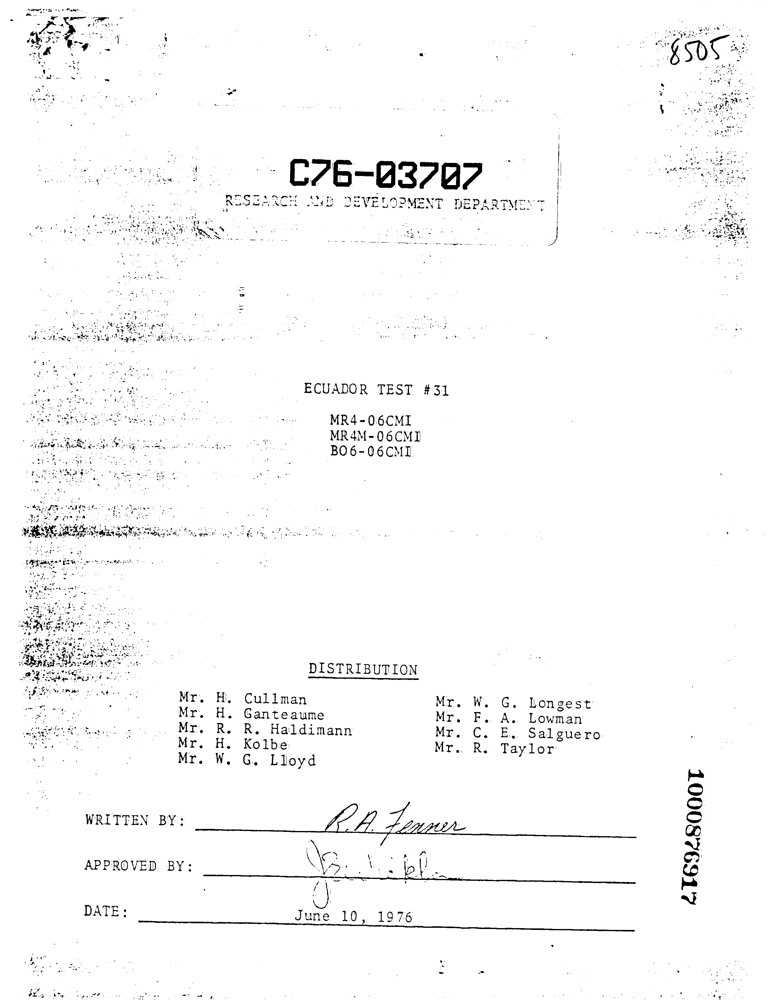 8505
C76-03707
RESEARCH AND DEVELOPMENT DEPARTMENT
ECUADOR TEST #31
MR4-06CMI
MR4M-06CMI
BO6-06CMI
DISTRIBUTION
Mr. H. Cullman
Mr. H. Ganteaume
Mr. R. R. Haldimann
Mr. H. Kolbe
Mr. W. G. Lloyd
Mr. W. G. Longest
Mr. F. A. Lowman
Mr. C. E. Salguero
Mr. R. Taylor
WRITTEN BY: R.A. Fenner
APPROVED BY:
DATE: June 10, 1976
1000876917